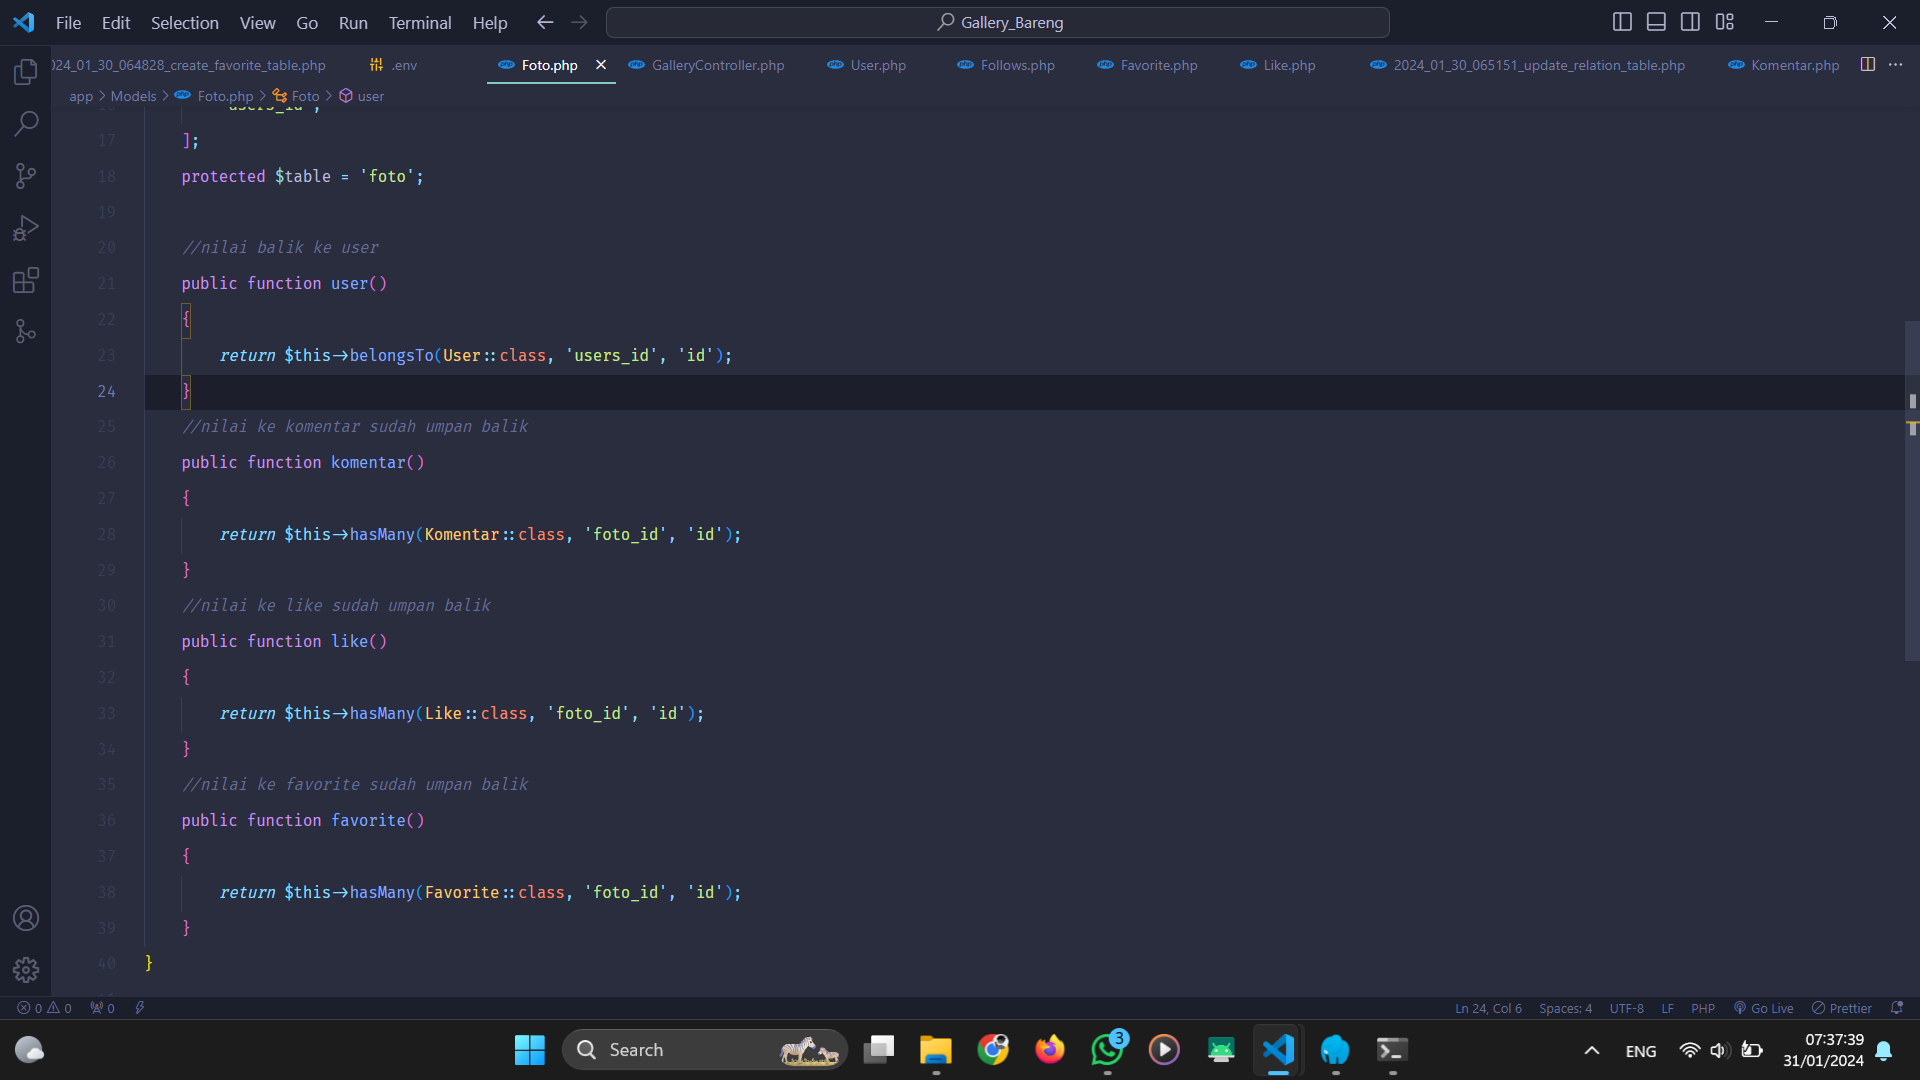 File Edit Selection View Go Run Terminal Help
Gallery_Bareng
024_01_30_064828_create_favorite_table.php .env Foto.php GalleryController.php User.php Follows.php Favorite.php Like.php 2024_01_30_065151_update_relation_table.php Komentar.php ...
app > Models > Foto.php > Foto > user
16 'users_id',
17 ];
18 protected $table = 'foto';
19
20 //nilai balik ke user
21 public function user()
22 {
23 return $this->belongsTo(User::class, 'users_id', 'id');
24 }
25 //nilai ke komentar sudah umpan balik
26 public function komentar()
27 {
28 return $this->hasMany(Komentar::class, 'foto_id', 'id');
29 }
30 //nilai ke like sudah umpan balik
31 public function like()
32 {
33 return $this->hasMany(Like::class, 'foto_id', 'id');
34 }
35 //nilai ke favorite sudah umpan balik
36 public function favorite()
37 {
38 return $this->hasMany(Favorite::class, 'foto_id', 'id');
39 }
40 }
0 0 0 Ln 24, Col 6 Spaces: 4 UTF-8 LF PHP Go Live Prettier
Search 3 ENG 07:37:39
31/01/2024